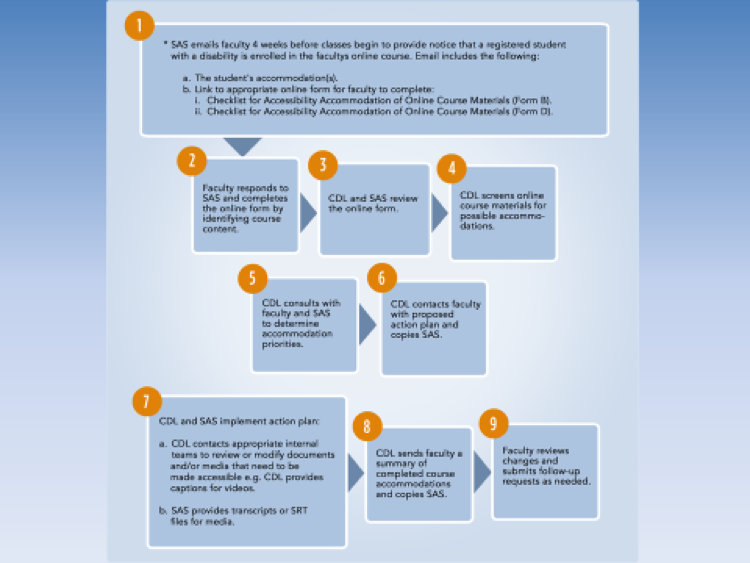 1
* SAS emails faculty 4 weeks before classes begin to provide notice that a registered student
with a disability is enrolled in the facultys online course. Email includes the following:
a. The student's accommodation(s).
b. Link to appropriate online form for faculty to complete:
i. Checklist for Accessibility Accommodation of Online Course Materials (Form B).
ii. Checklist for Accessibility Accommodation of Online Course Materials (Form D).
2
Faculty responds to
SAS and completes
the online form by
identifying course
content.
3
CDL and SAS review
the online form.
4
CDL screens online
course materials for
possible accommo-
dations.
5
CDL consults with
faculty and SAS
to determine
accommodation
priorities.
6
CDL contacts faculty
with proposed
action plan and
copies SAS.
7
CDL and SAS implement action plan:
a. CDL contacts appropriate internal
teams to review or modify documents
and/or media that need to be
made accessible e.g. CDL provides
captions for videos.
b. SAS provides transcripts or SRT
files for media.
8
CDL sends faculty a
summary of
completed course
accommodations
and copies SAS.
9
Faculty reviews
changes and
submits follow-up
requests as needed.